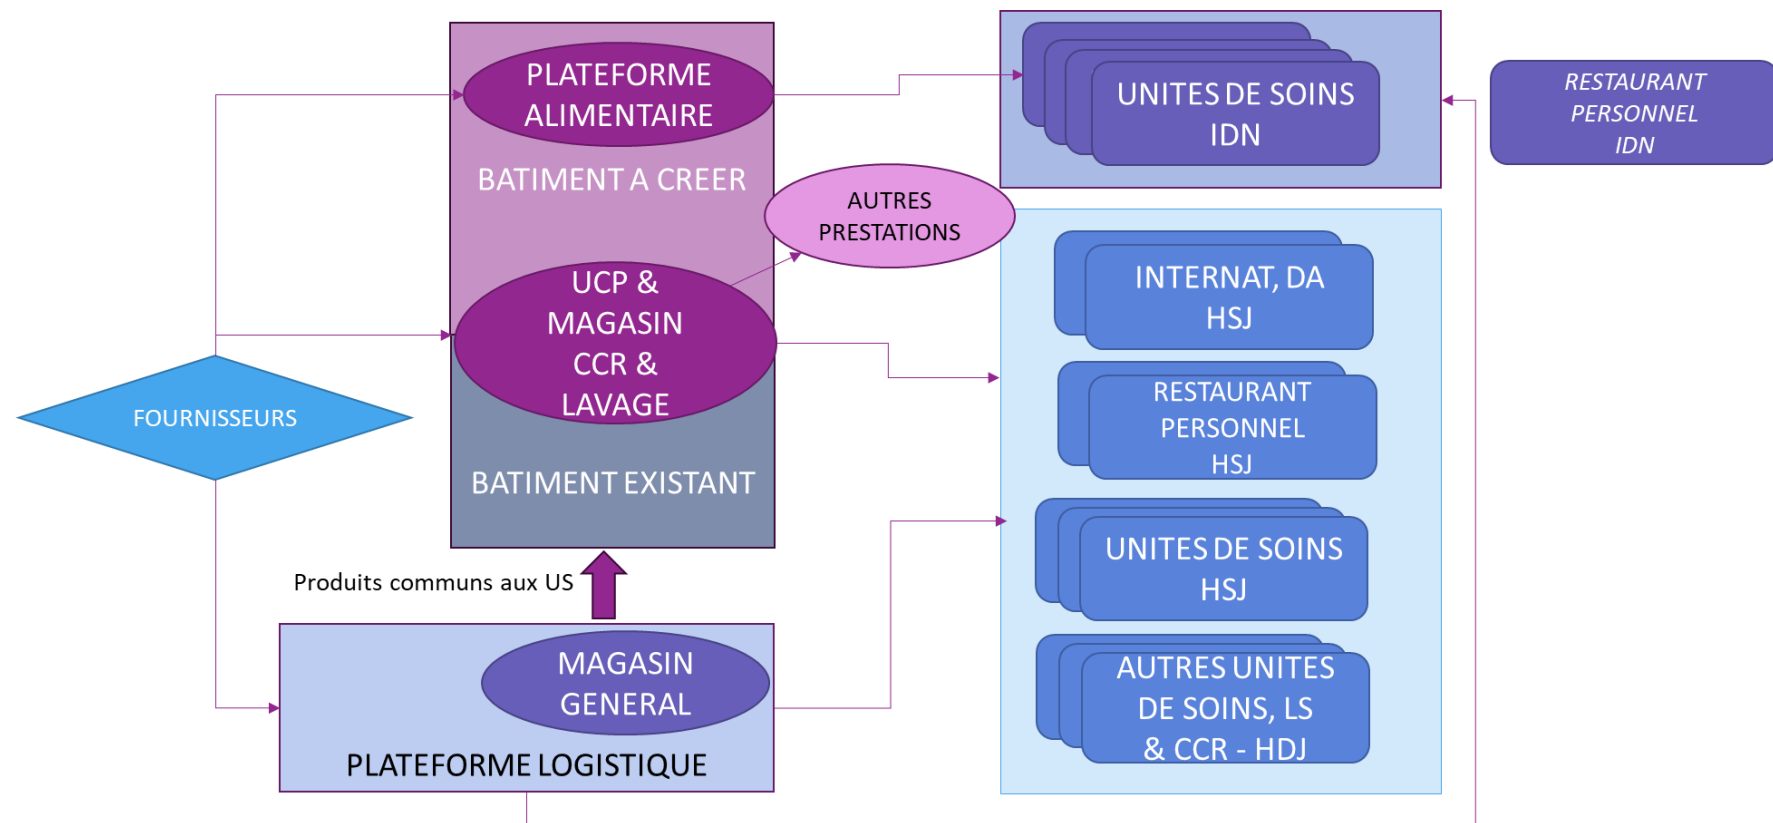 PLATEFORME
ALIMENTAIRE
BATIMENT A CREER
UCP &
MAGASIN
CCR &
LAVAGE
BATIMENT EXISTANT
FOURNISSEURS
Produits communs aux US
MAGASIN
GENERAL
PLATEFORME LOGISTIQUE
AUTRES
PRESTATIONS
UNITES DE SOINS
IDN
RESTAURANT
PERSONNEL
IDN
INTERNAT, DA
HSJ
RESTAURANT
PERSONNEL
HSJ
UNITES DE SOINS
HSJ
AUTRES UNITES
DE SOINS, LS
& CCR - HDJ